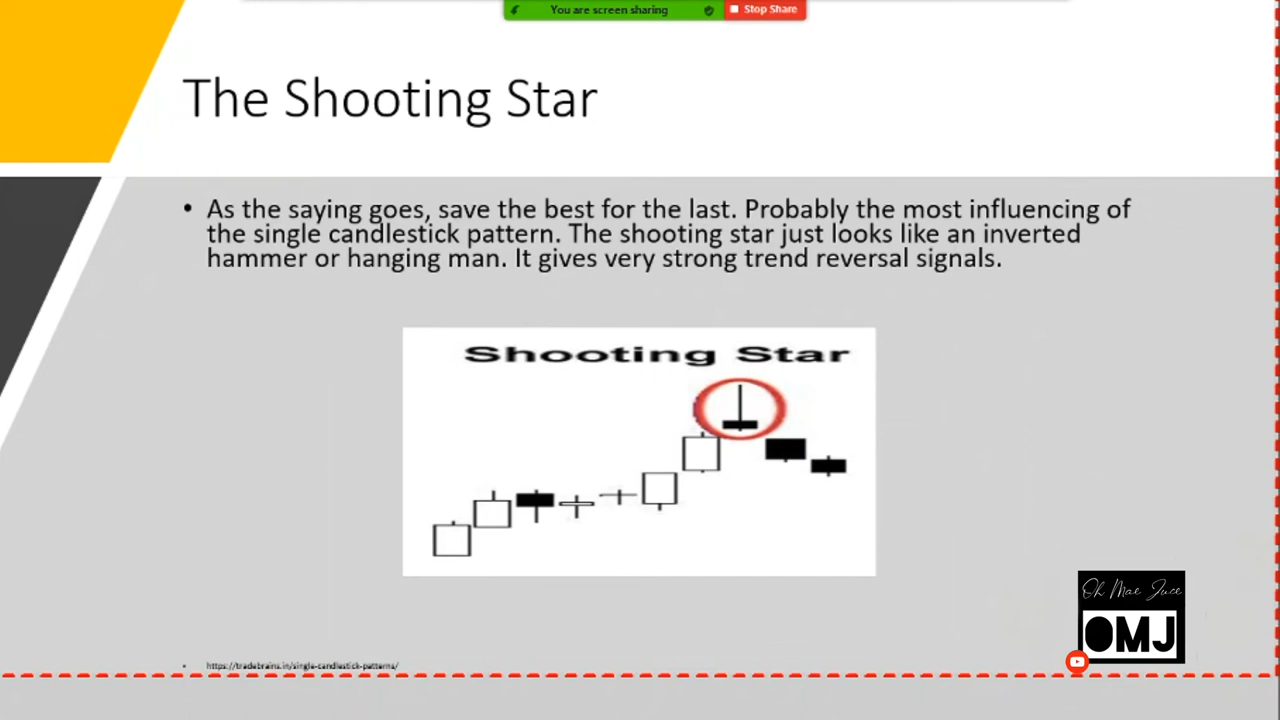 You are screen sharing
Stop Share
The Shooting Star
• As the saying goes, save the best for the last. Probably the most influencing of
the single candlestick pattern. The shooting star just looks like an inverted
hammer or hanging man. It gives very strong trend reversal signals.
Shooting Star
Oh Mae Juce
OMJ
• https://tradebrains.in/single-candlestick-patterns/